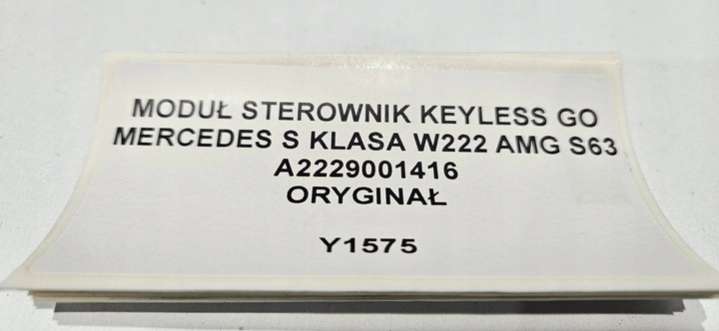 MODUŁ STEROWNIK KEYLESS GO
MERCEDES S KLASA W222 AMG S63
A2229001416
ORYGINAŁ
Y1575